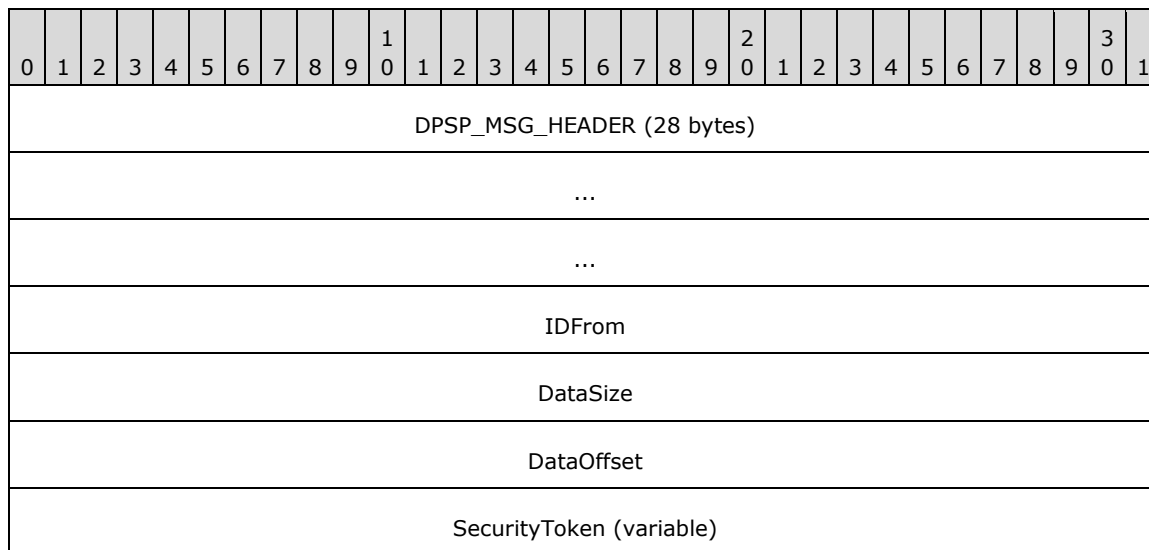 1 2 3
0 1 2 3 4 5 6 7 8 9 0 1 2 3 4 5 6 7 8 9 0 1 2 3 4 5 6 7 8 9 0 1
DPSP_MSG_HEADER (28 bytes)
...
...
IDFrom
DataSize
DataOffset
SecurityToken (variable)